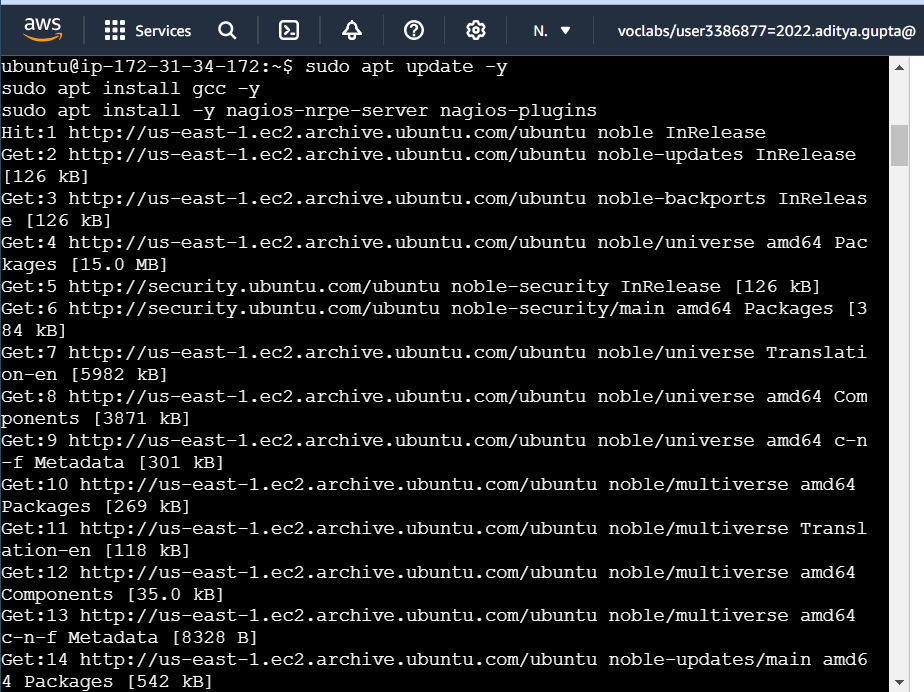 aws
Services
N.
voclabs/user3386877=2022.aditya.gupta@
ubuntu@ip-172-31-34-172:~$ sudo apt update -y
sudo apt install gcc -y
sudo apt install -y nagios-nrpe-server nagios-plugins
Hit:1 http://us-east-1.ec2.archive.ubuntu.com/ubuntu noble InRelease
Get:2 http://us-east-1.ec2.archive.ubuntu.com/ubuntu noble-updates InRelease
[126 kB]
Get:3 http://us-east-1.ec2.archive.ubuntu.com/ubuntu noble-backports InReleas
e [126 kB]
Get:4 http://us-east-1.ec2.archive.ubuntu.com/ubuntu noble/universe amd64 Pac
kages [15.0 MB]
Get:5 http://security.ubuntu.com/ubuntu noble-security InRelease [126 kB]
Get:6 http://security.ubuntu.com/ubuntu noble-security/main amd64 Packages [3
84 kB]
Get:7 http://us-east-1.ec2.archive.ubuntu.com/ubuntu noble/universe Translati
on-en [5982 kB]
Get:8 http://us-east-1.ec2.archive.ubuntu.com/ubuntu noble/universe amd64 Com
ponents [3871 kB]
Get:9 http://us-east-1.ec2.archive.ubuntu.com/ubuntu noble/universe amd64 c-n
-f Metadata [301 kB]
Get:10 http://us-east-1.ec2.archive.ubuntu.com/ubuntu noble/multiverse amd64
Packages [269 kB]
Get:11 http://us-east-1.ec2.archive.ubuntu.com/ubuntu noble/multiverse Transl
ation-en [118 kB]
Get:12 http://us-east-1.ec2.archive.ubuntu.com/ubuntu noble/multiverse amd64
Components [35.0 kB]
Get:13 http://us-east-1.ec2.archive.ubuntu.com/ubuntu noble/multiverse amd64
c-n-f Metadata [8328 B]
Get:14 http://us-east-1.ec2.archive.ubuntu.com/ubuntu noble-updates/main amd6
4 Packages [542 kB]